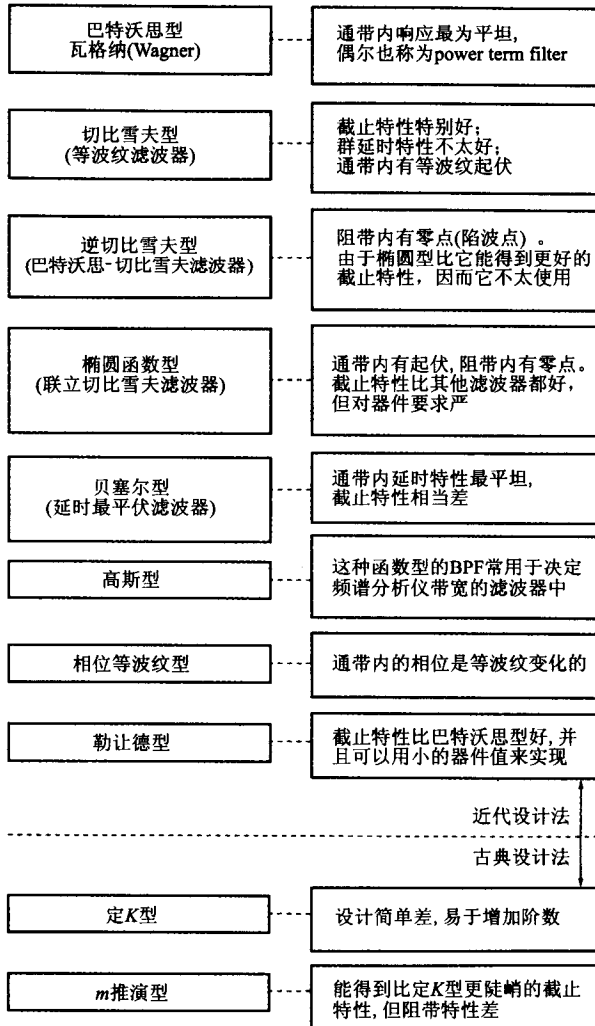 巴特沃思型
瓦格纳(Wagner)
通带内响应最为平坦,
偶尔也称为power term filter
切比雪夫型
(等波纹滤波器)
截止特性特别好;
群延时特性不太好;
通带内有等波纹起伏
逆切比雪夫型
(巴特沃思-切比雪夫滤波器)
阻带内有零点(陷波点) 。
由于椭圆型比它能得到更好的
截止特性，因而它不太使用
椭圆函数型
(联立切比雪夫滤波器)
通带内有起伏, 阻带内有零点。
截止特性比其他滤波器都好，
但对器件要求严
贝塞尔型
(延时最平伏滤波器)
通带内延时特性最平坦,
截止特性相当差
高斯型
这种函数型的BPF常用于决定
频谱分析仪带宽的滤波器中
相位等波纹型
通带内的相位是等波纹变化的
勒让德型
截止特性比巴特沃思型好, 并
且可以用小的器件值来实现
近代设计法
古典设计法
定K型
设计简单差, 易于增加阶数
m推演型
能得到比定K型更陡峭的截止
特性, 但阻带特性差